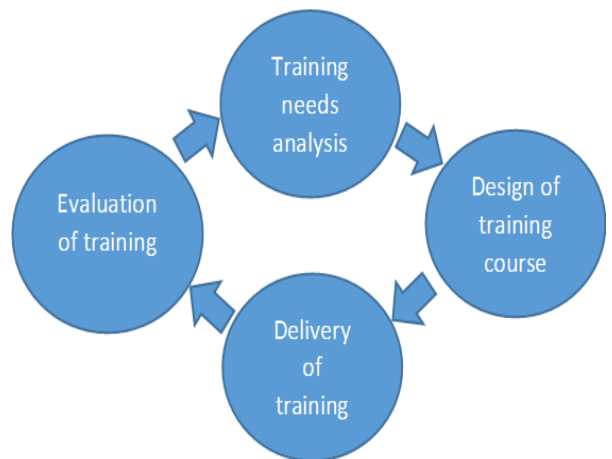 Training
needs
analysis
Design of
training
course
Delivery
of
training
Evaluation
of training